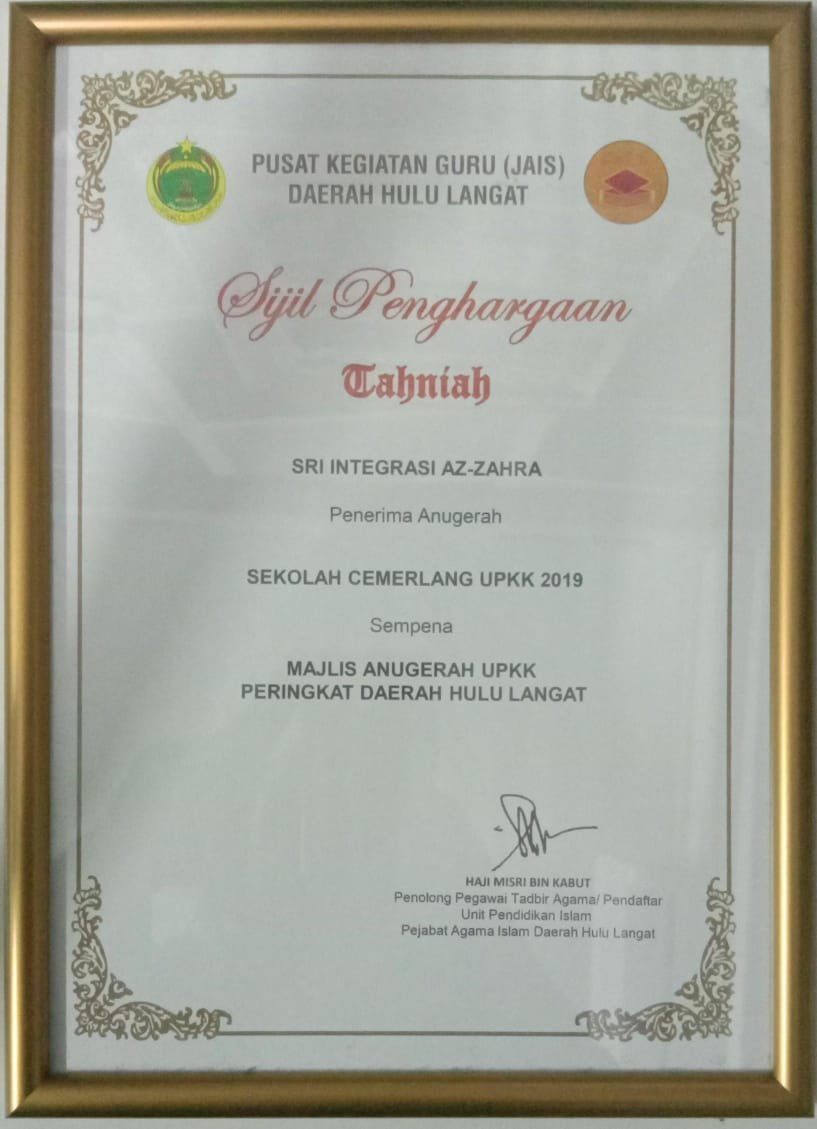 PUSAT KEGIATAN GURU (JAIS)
DAERAH HULU LANGAT
Sijil Penghargaan
Tahniah
SRI INTEGRASI AZ-ZAHRA
Penerima Anugerah
SEKOLAH CEMERLANG UPKK 2019
Sempena
MAJLIS ANUGERAH UPKK
PERINGKAT DAERAH HULU LANGAT
HAJI MISRI BIN KABUT
Penolong Pegawai Tadbir Agama/ Pendaftar
Unit Pendidikan Islam
Pejabat Agama Islam Daerah Hulu Langat